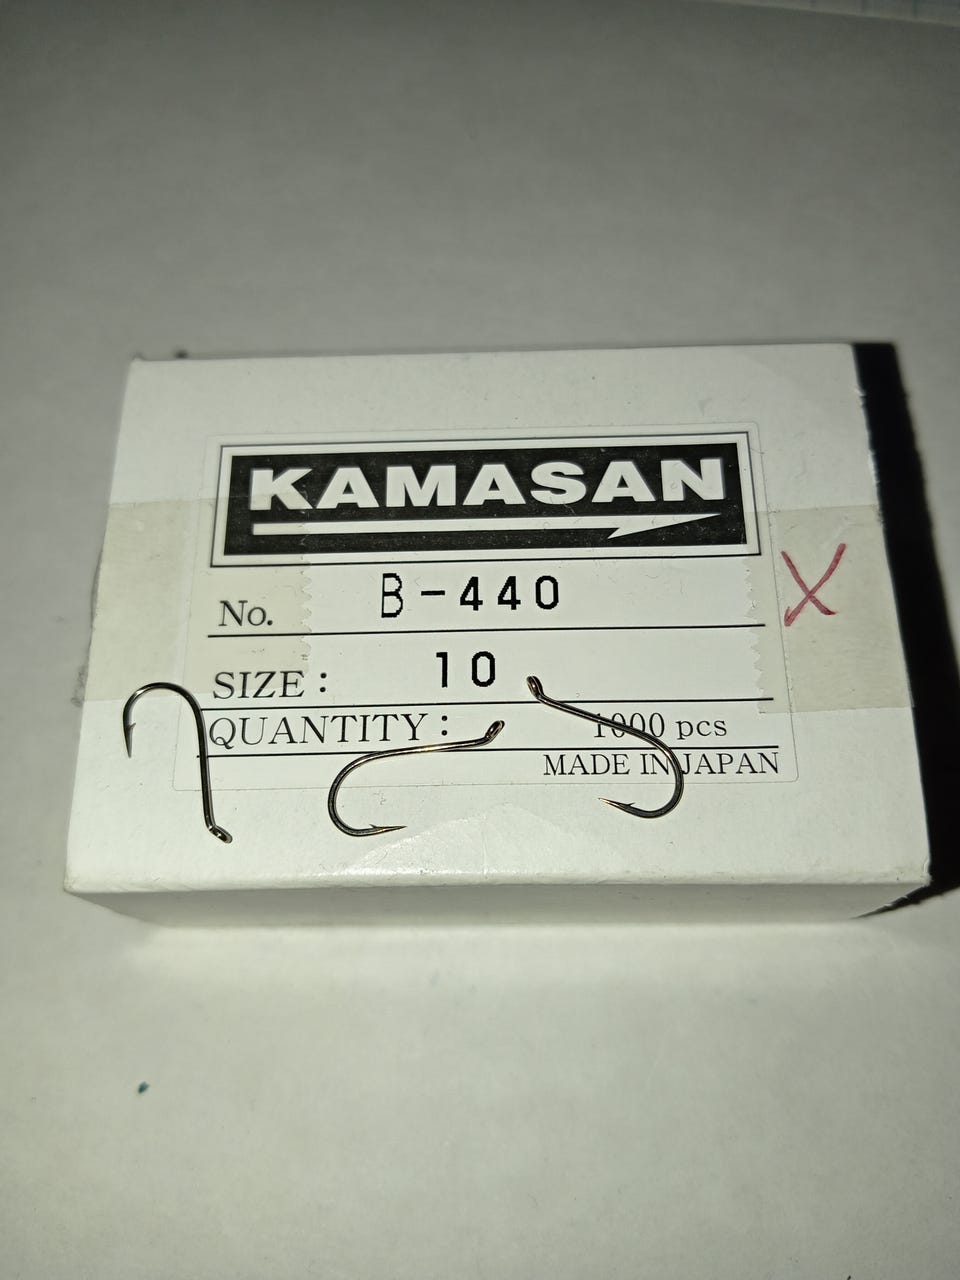 KAMASAN
No. B-440
SIZE: 10
QUANTITY: 1000 pcs
MADE IN JAPAN
X